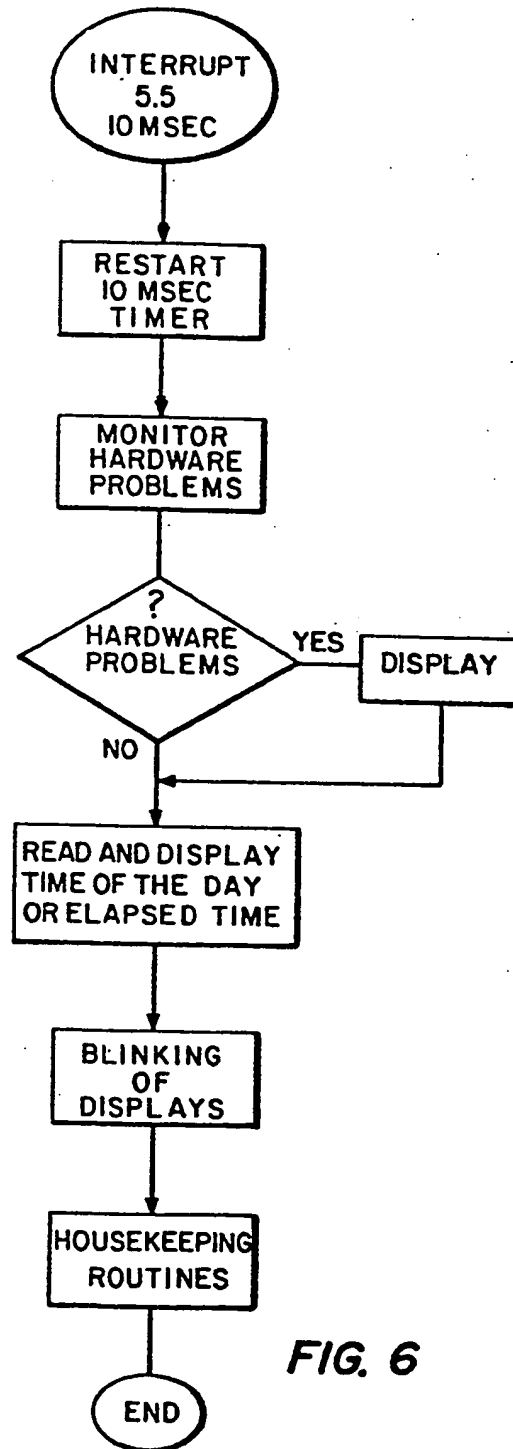 INTERRUPT
5.5
10 MSEC
RESTART
10 MSEC
TIMER
MONITOR
HARDWARE
PROBLEMS
?
HARDWARE
PROBLEMS
YES
DISPLAY
NO
READ AND DISPLAY
TIME OF THE DAY
OR ELAPSED TIME
BLINKING
OF
DISPLAYS
HOUSEKEEPING
ROUTINES
FIG. 6
END